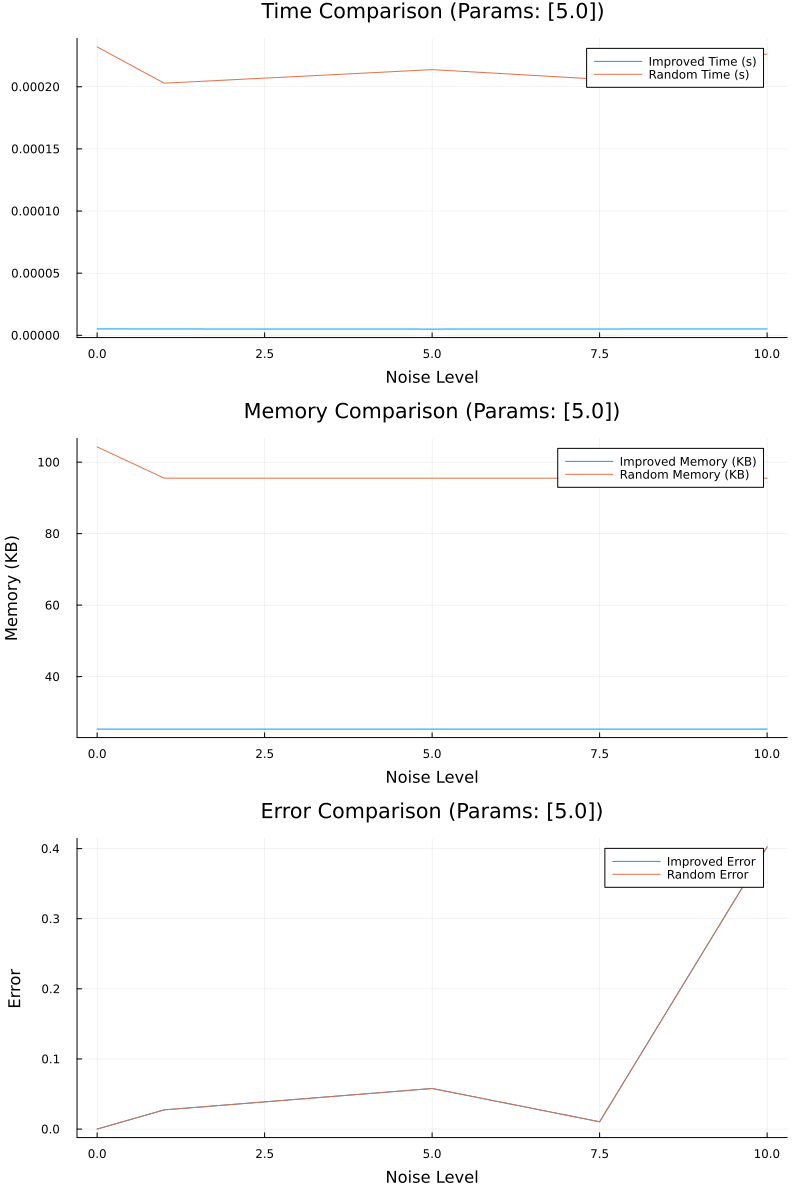 Time Comparison (Params: [5.0])
Improved Time (s)
Random Time (s)
0.00020
0.00015
0.00010
0.00005
0.00000
0.0 2.5 5.0 7.5 10.0
Noise Level
Memory Comparison (Params: [5.0])
Improved Memory (KB)
Random Memory (KB)
Memory (KB)
100
80
60
40
0.0 2.5 5.0 7.5 10.0
Noise Level
Error Comparison (Params: [5.0])
Improved Error
Random Error
Error
0.4
0.3
0.2
0.1
0.0
0.0 2.5 5.0 7.5 10.0
Noise Level